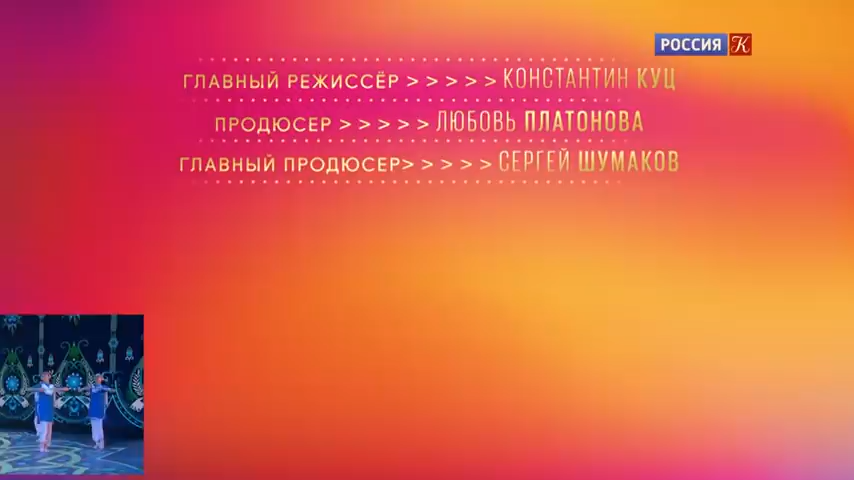 РОССИЯ К
ГЛАВНЫЙ РЕЖИССЁР > > > > > КОНСТАНТИН КУЦ
ПРОДЮСЕР > > > > > ЛЮБОВЬ ПЛАТОНОВА
ГЛАВНЫЙ ПРОДЮСЕР> > > > > СЕРГЕЙ ШУМАКОВ